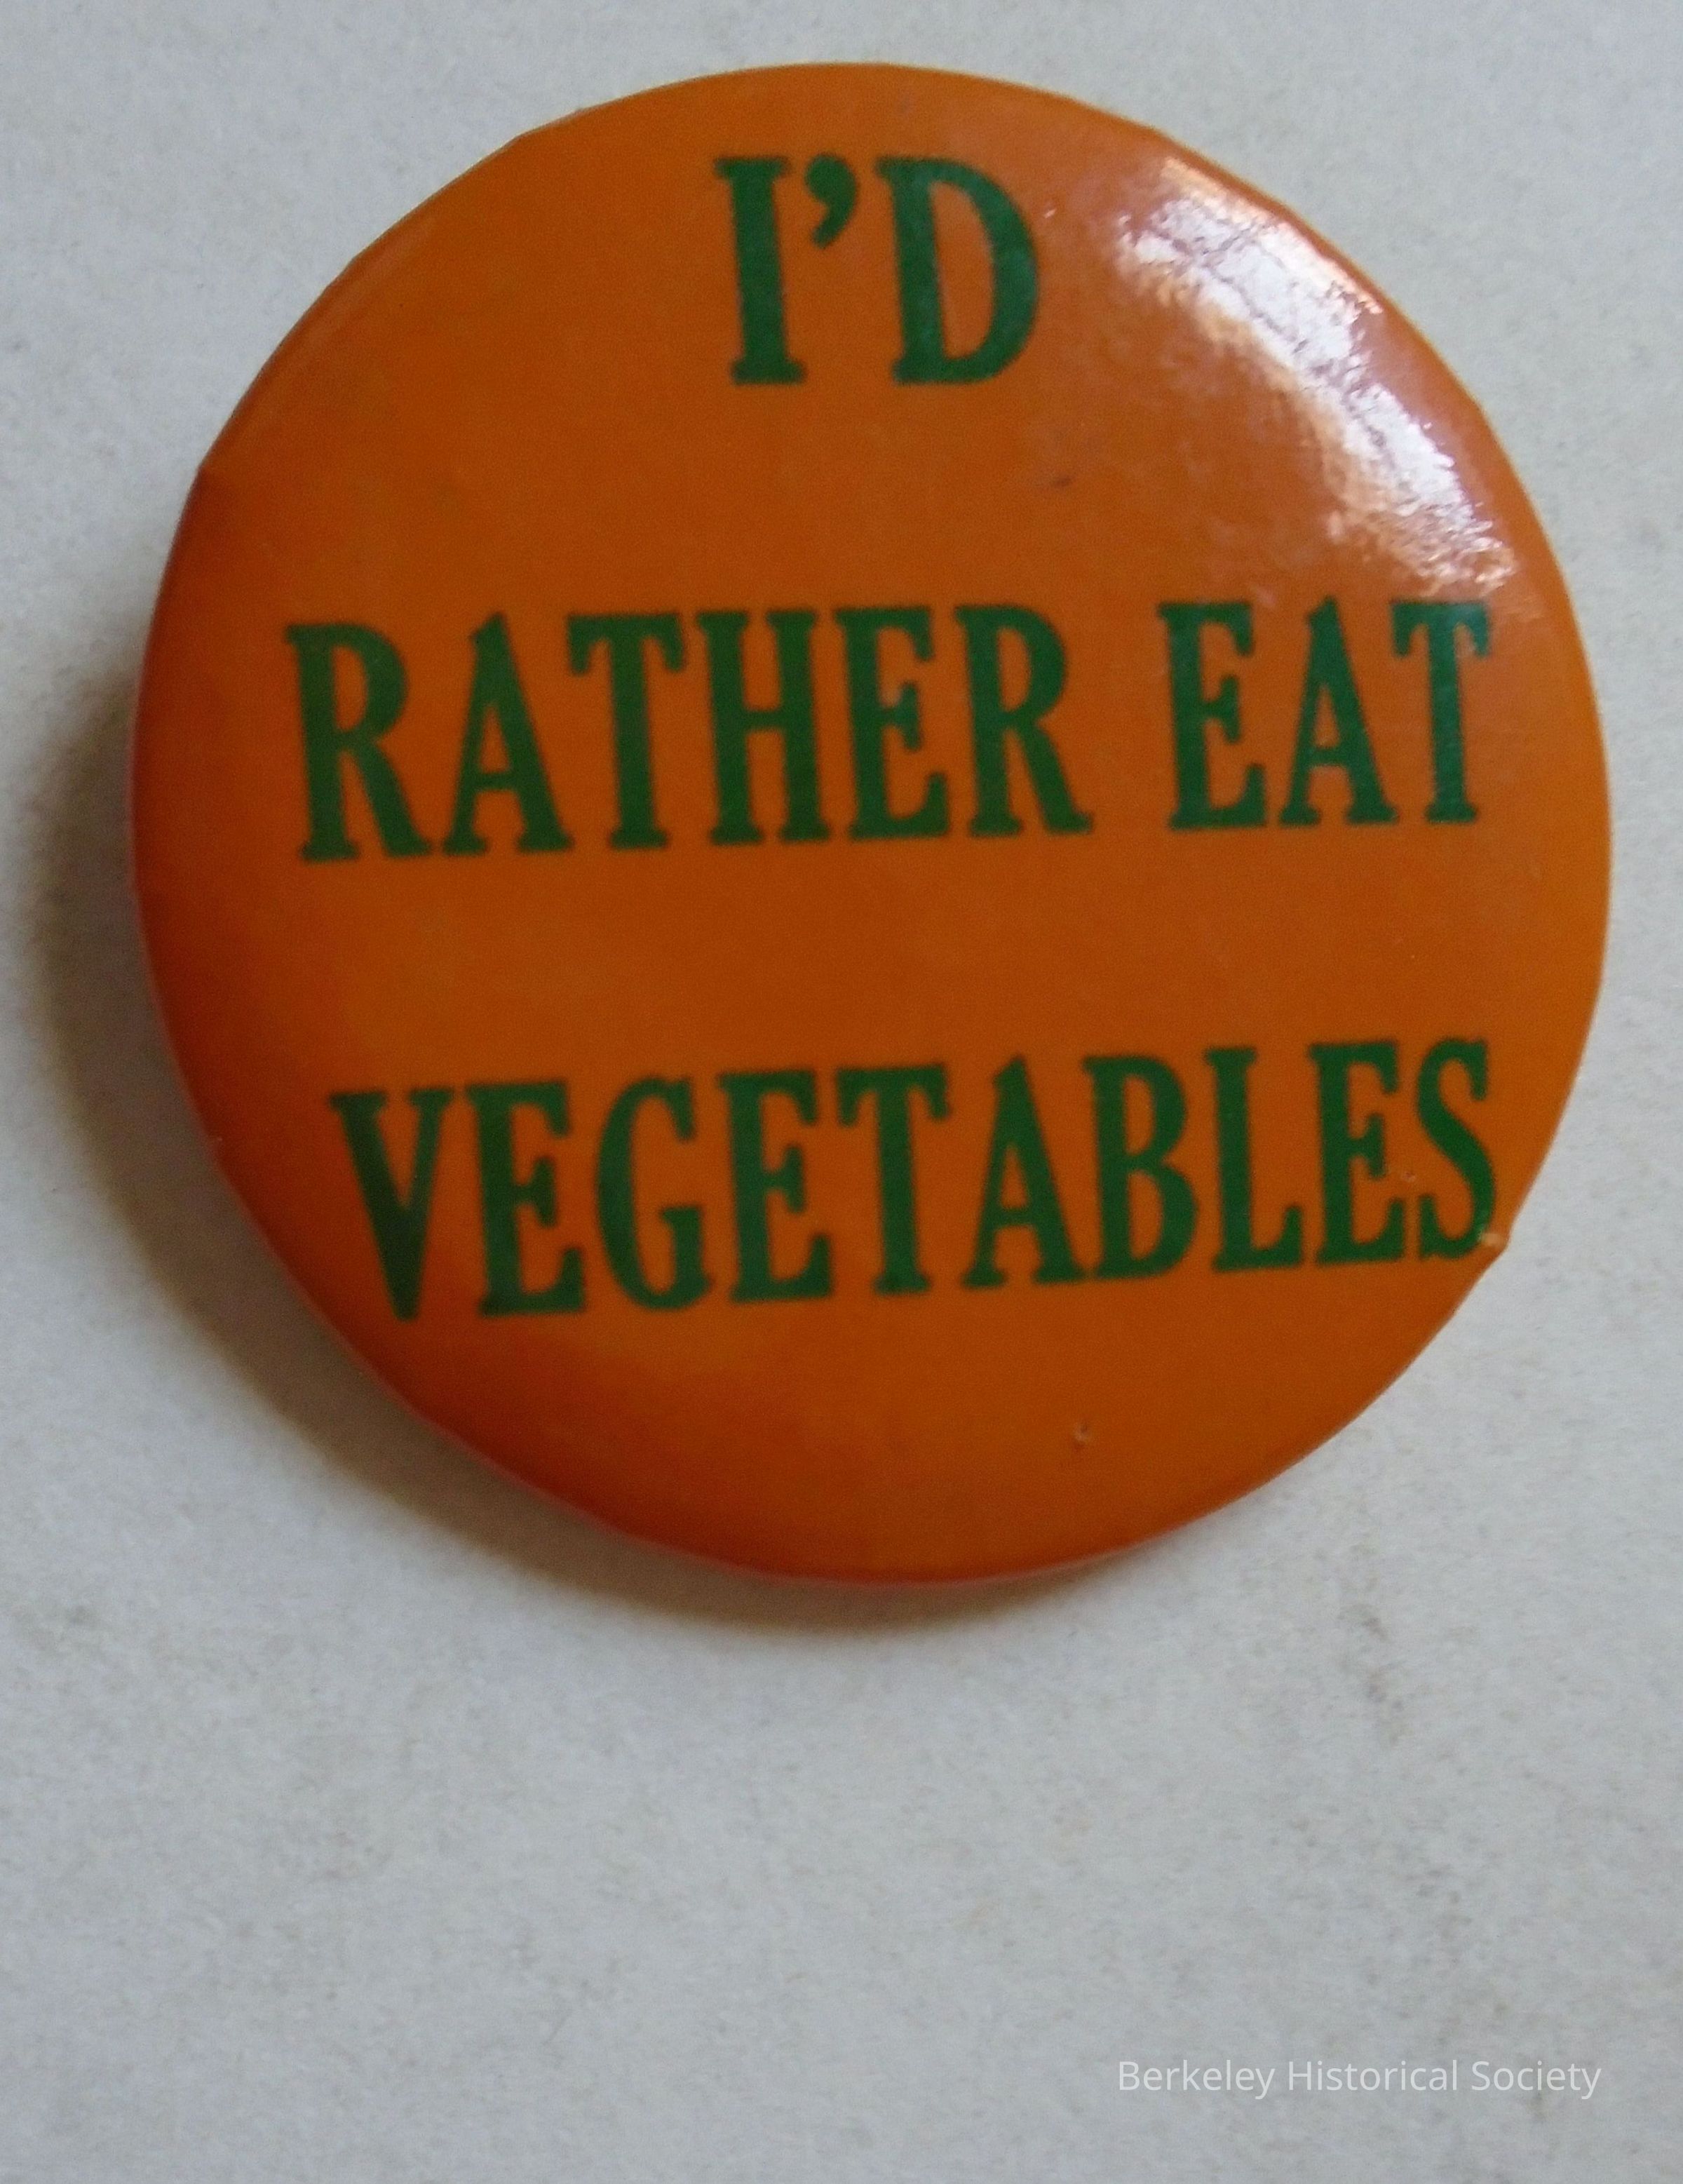 I'D
RATHER EAT
VEGETABLES
Berkeley Historical Society